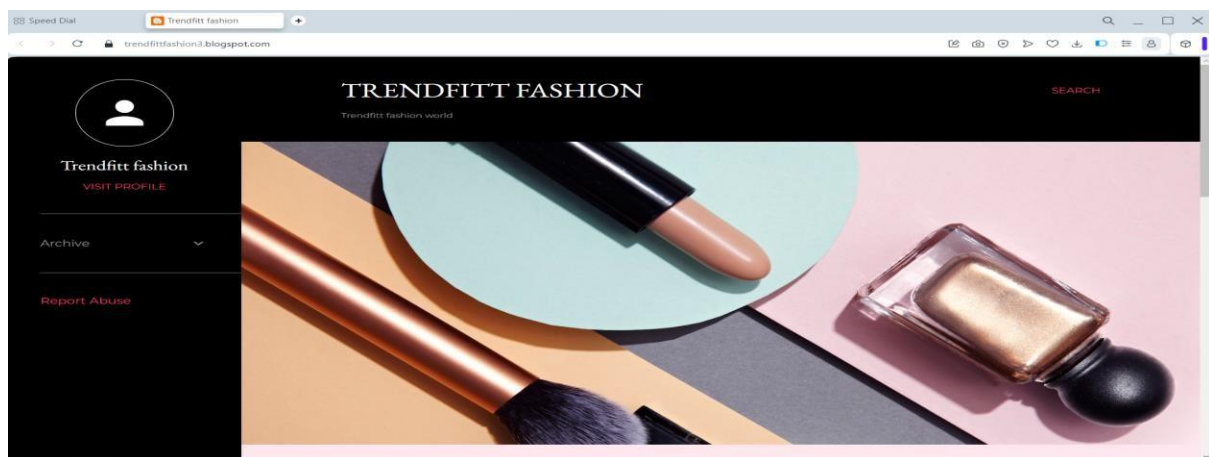 Speed Dial
Trendfitt fashion
trendfittfashion3.blogspot.com
TRENDFITT FASHION
SEARCH
Trendfitt fashion world
Trendfitt fashion
VISIT PROFILE
Archive
Report Abuse